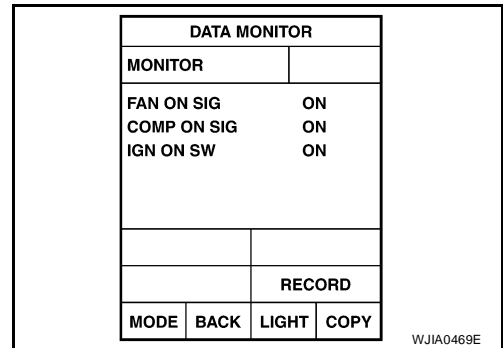 DATA MONITOR
MONITOR
FAN ON SIG ON
COMP ON SIG ON
IGN ON SW ON
RECORD
MODE BACK LIGHT COPY
WJIA0469E